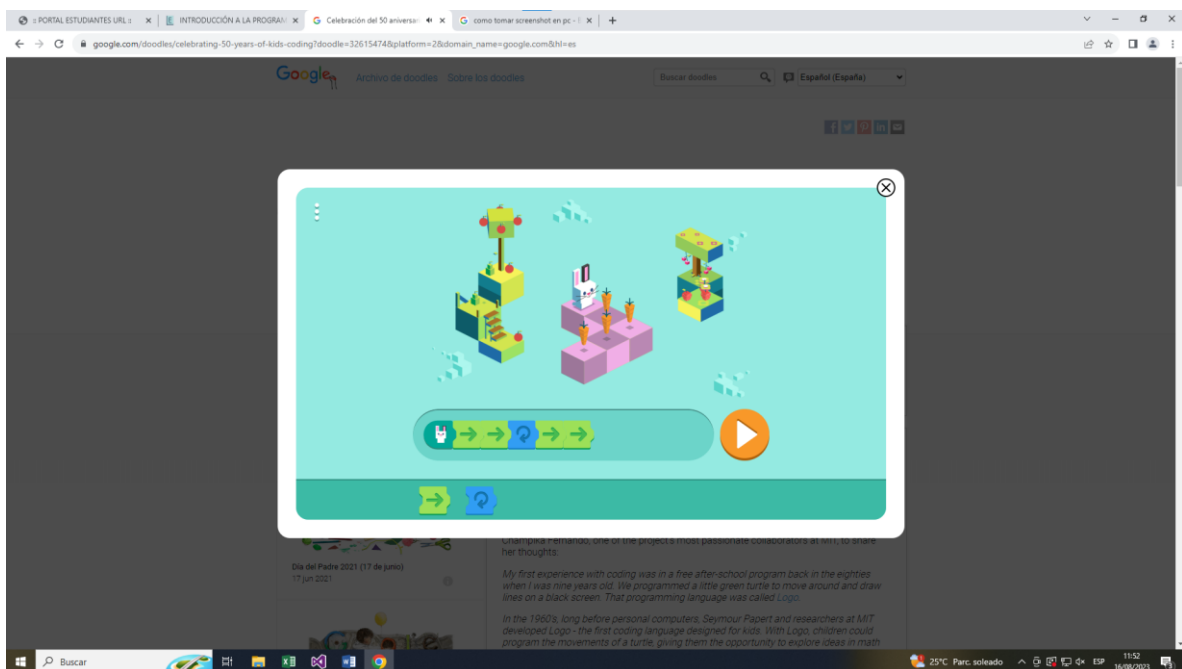 :: PORTAL ESTUDIANTES URL ::
INTRODUCCIÓN A LA PROGRAM
Celebración del 50 aniversar
como tomar screenshot en pc - B
google.com/doodles/celebrating-50-years-of-kids-coding?doodle=32615474&platform=2&domain_name=google.com&hl=es
Google Archivo de doodles Sobre los doodles Buscar doodles Español (España)
Champika Fernando, one of the project's most passionate collaborators at MIT, to share
her thoughts:
Día del Padre 2021 (17 de junio)
17 jun 2021
My first experience with coding was in a free after-school program back in the eighties
when I was nine years old. We programmed a little green turtle to move around and draw
lines on a black screen. That programming language was called Logo.
In the 1960's, long before personal computers, Seymour Papert and researchers at MIT
developed Logo - the first coding language designed for kids. With Logo, children could
program the movements of a turtle, giving them the opportunity to explore ideas in math
Buscar
25°C Parc. soleado ESP 11:52
16/08/2023